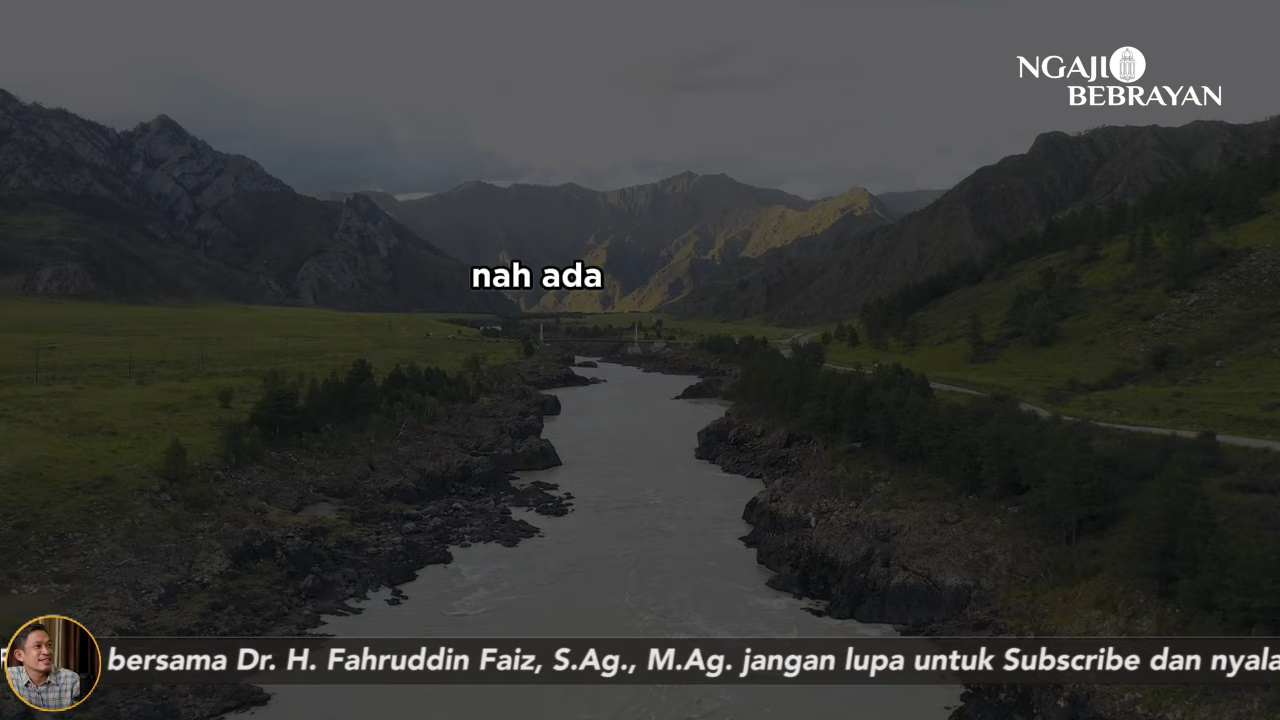 NGAJI
BEBRAYAN
nah ada
bersama Dr. H. Fahruddin Faiz, S.Ag., M.Ag. jangan lupa untuk Subscribe dan nyala